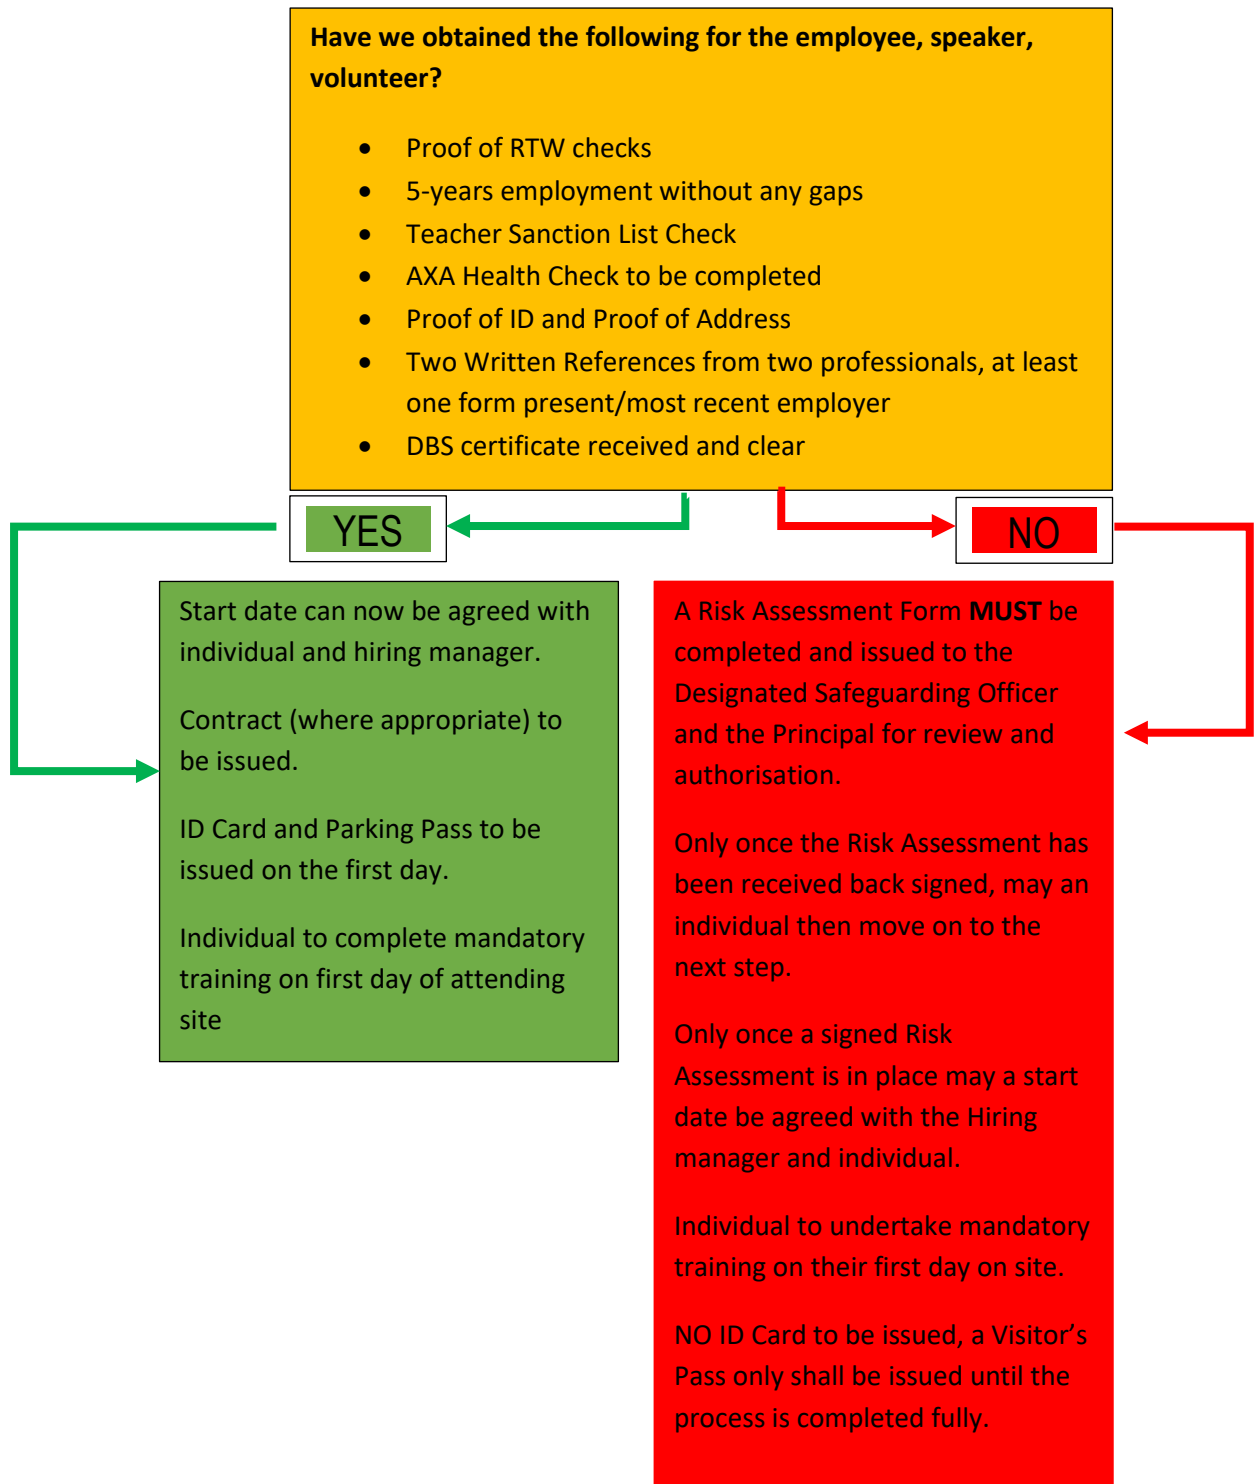 Have we obtained the following for the employee, speaker,
volunteer?
• Proof of RTW checks
• 5-years employment without any gaps
• Teacher Sanction List Check
• AXA Health Check to be completed
• Proof of ID and Proof of Address
• Two Written References from two professionals, at least
one form present/most recent employer
• DBS certificate received and clear
YES
NO
Start date can now be agreed with
individual and hiring manager.
Contract (where appropriate) to
be issued.
ID Card and Parking Pass to be
issued on the first day.
Individual to complete mandatory
training on first day of attending
site
A Risk Assessment Form MUST be
completed and issued to the
Designated Safeguarding Officer
and the Principal for review and
authorisation.
Only once the Risk Assessment has
been received back signed, may an
individual then move on to the
next step.
Only once a signed Risk
Assessment is in place may a start
date be agreed with the Hiring
manager and individual.
Individual to undertake mandatory
training on their first day on site.
NO ID Card to be issued, a Visitor’s
Pass only shall be issued until the
process is completed fully.